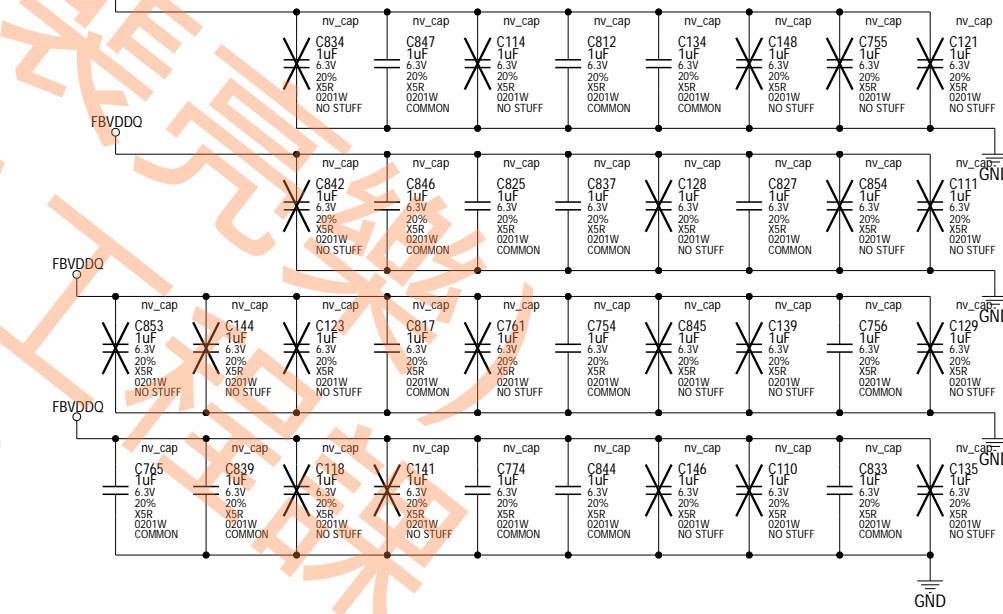 nv_cap nv_cap nv_cap nv_cap nv_cap nv_cap nv_cap nv_cap
C834 C847 C114 C812 C134 C148 C755 C121
1uF 1uF 1uF 1uF 1uF 1uF 1uF 1uF
6.3V 6.3V 6.3V 6.3V 6.3V 6.3V 6.3V 6.3V
20% 20% 20% 20% 20% 20% 20% 20%
X5R X5R X5R X5R X5R X5R X5R X5R
0201W 0201W 0201W 0201W 0201W 0201W 0201W 0201W
NO STUFF COMMON NO STUFF COMMON COMMON NO STUFF NO STUFF NO STUFF
FBVDDQ
GND
nv_cap nv_cap nv_cap nv_cap nv_cap nv_cap nv_cap nv_cap
C842 C846 C825 C837 C128 C827 C854 C111
1uF 1uF 1uF 1uF 1uF 1uF 1uF 1uF
6.3V 6.3V 6.3V 6.3V 6.3V 6.3V 6.3V 6.3V
20% 20% 20% 20% 20% 20% 20% 20%
X5R X5R X5R X5R X5R X5R X5R X5R
0201W 0201W 0201W 0201W 0201W 0201W 0201W 0201W
NO STUFF COMMON COMMON COMMON NO STUFF COMMON NO STUFF NO STUFF
FBVDDQ
GND
nv_cap nv_cap nv_cap nv_cap nv_cap nv_cap nv_cap nv_cap nv_cap nv_cap
C853 C144 C123 C817 C761 C754 C845 C139 C756 C129
1uF 1uF 1uF 1uF 1uF 1uF 1uF 1uF 1uF 1uF
6.3V 6.3V 6.3V 6.3V 6.3V 6.3V 6.3V 6.3V 6.3V 6.3V
20% 20% 20% 20% 20% 20% 20% 20% 20% 20%
X5R X5R X5R X5R X5R X5R X5R X5R X5R X5R
0201W 0201W 0201W 0201W 0201W 0201W 0201W 0201W 0201W 0201W
NO STUFF NO STUFF NO STUFF COMMON NO STUFF COMMON NO STUFF NO STUFF COMMON NO STUFF
FBVDDQ
GND
nv_cap nv_cap nv_cap nv_cap nv_cap nv_cap nv_cap nv_cap nv_cap nv_cap
C765 C839 C118 C141 C774 C844 C146 C110 C833 C135
1uF 1uF 1uF 1uF 1uF 1uF 1uF 1uF 1uF 1uF
6.3V 6.3V 6.3V 6.3V 6.3V 6.3V 6.3V 6.3V 6.3V 6.3V
20% 20% 20% 20% 20% 20% 20% 20% 20% 20%
X5R X5R X5R X5R X5R X5R X5R X5R X5R X5R
0201W 0201W 0201W 0201W 0201W 0201W 0201W 0201W 0201W 0201W
COMMON COMMON NO STUFF NO STUFF COMMON COMMON NO STUFF NO STUFF COMMON NO STUFF
GND
亮樂)
工程課